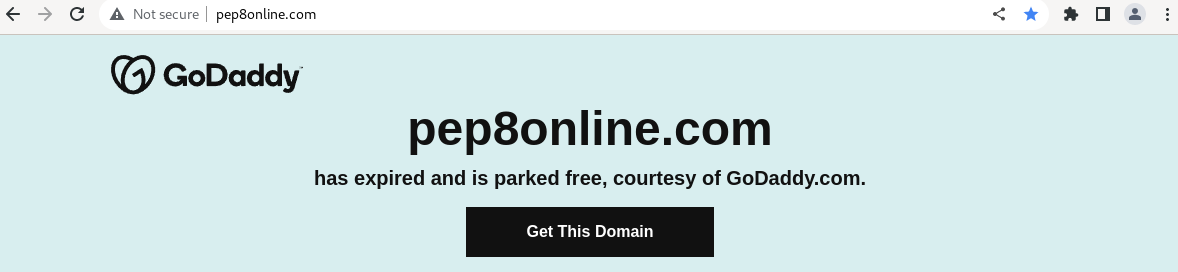 Not secure | pep8online.com
GoDaddy™
pep8online.com
has expired and is parked free, courtesy of GoDaddy.com.
Get This Domain